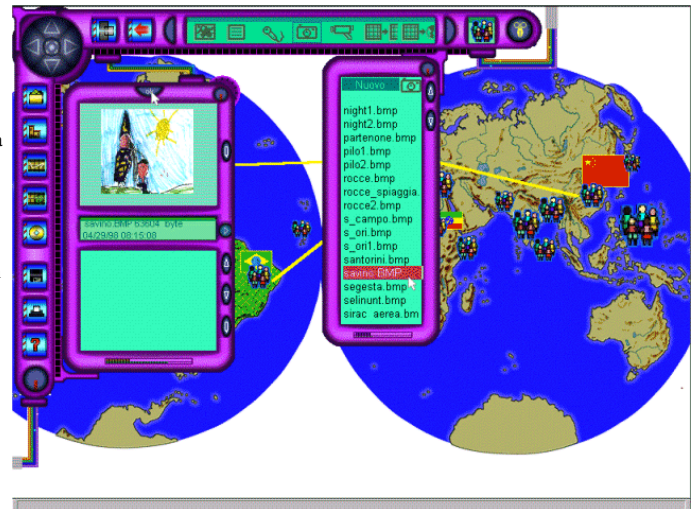 ok
Nuovo
night1.bmp
night2.bmp
partenone.bmp
pilo1.bmp
pilo2.bmp
rocce.bmp
rocce_spiaggia.
rocce2.bmp
s_campo.bmp
s_ori.bmp
s_ori1.bmp
santorini.bmp
savino.BMP
segesta.bmp
selinunt.bmp
sirac_aerea.bm
savino.BMP 63604 byte
04/29/98 08:15:08
?